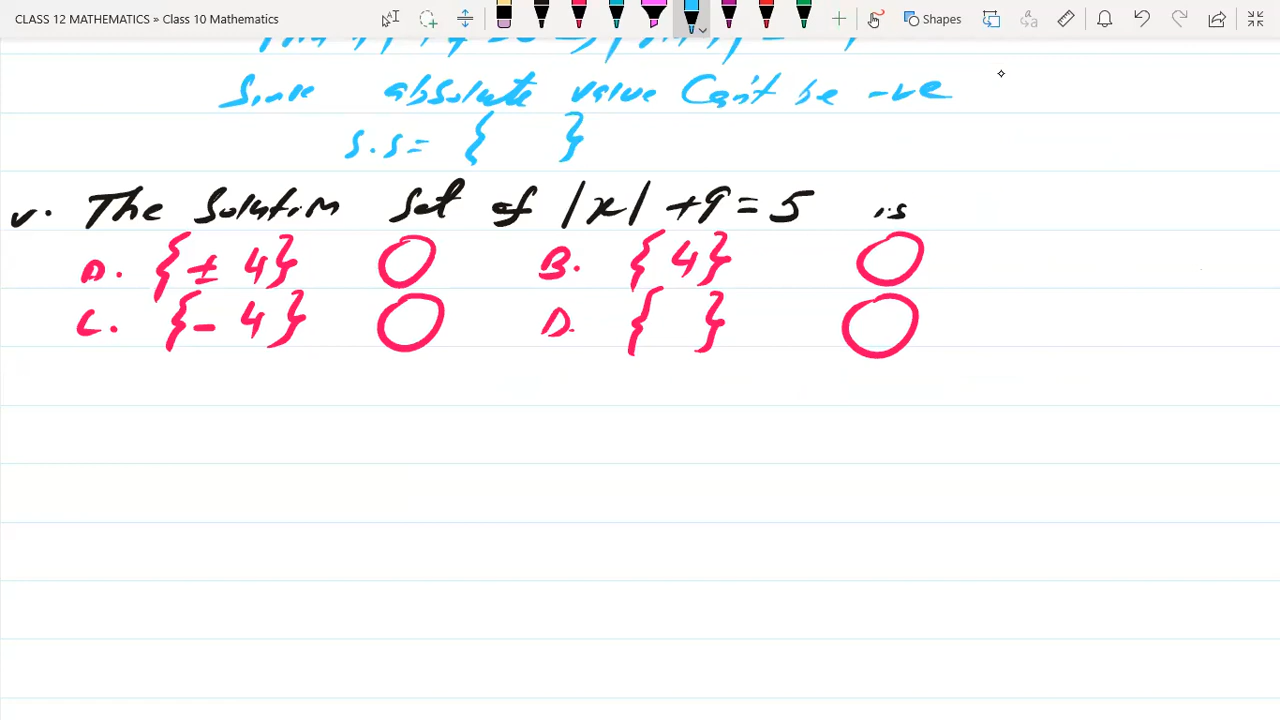 CLASS 12 MATHEMATICS » Class 10 Mathematics
Shapes
Since absolute value Can't be -ve
S.S = { }
v. The Solution Set of |x| + 9 = 5 is
A. {± 4} B. {4}
C. {- 4} D. { }